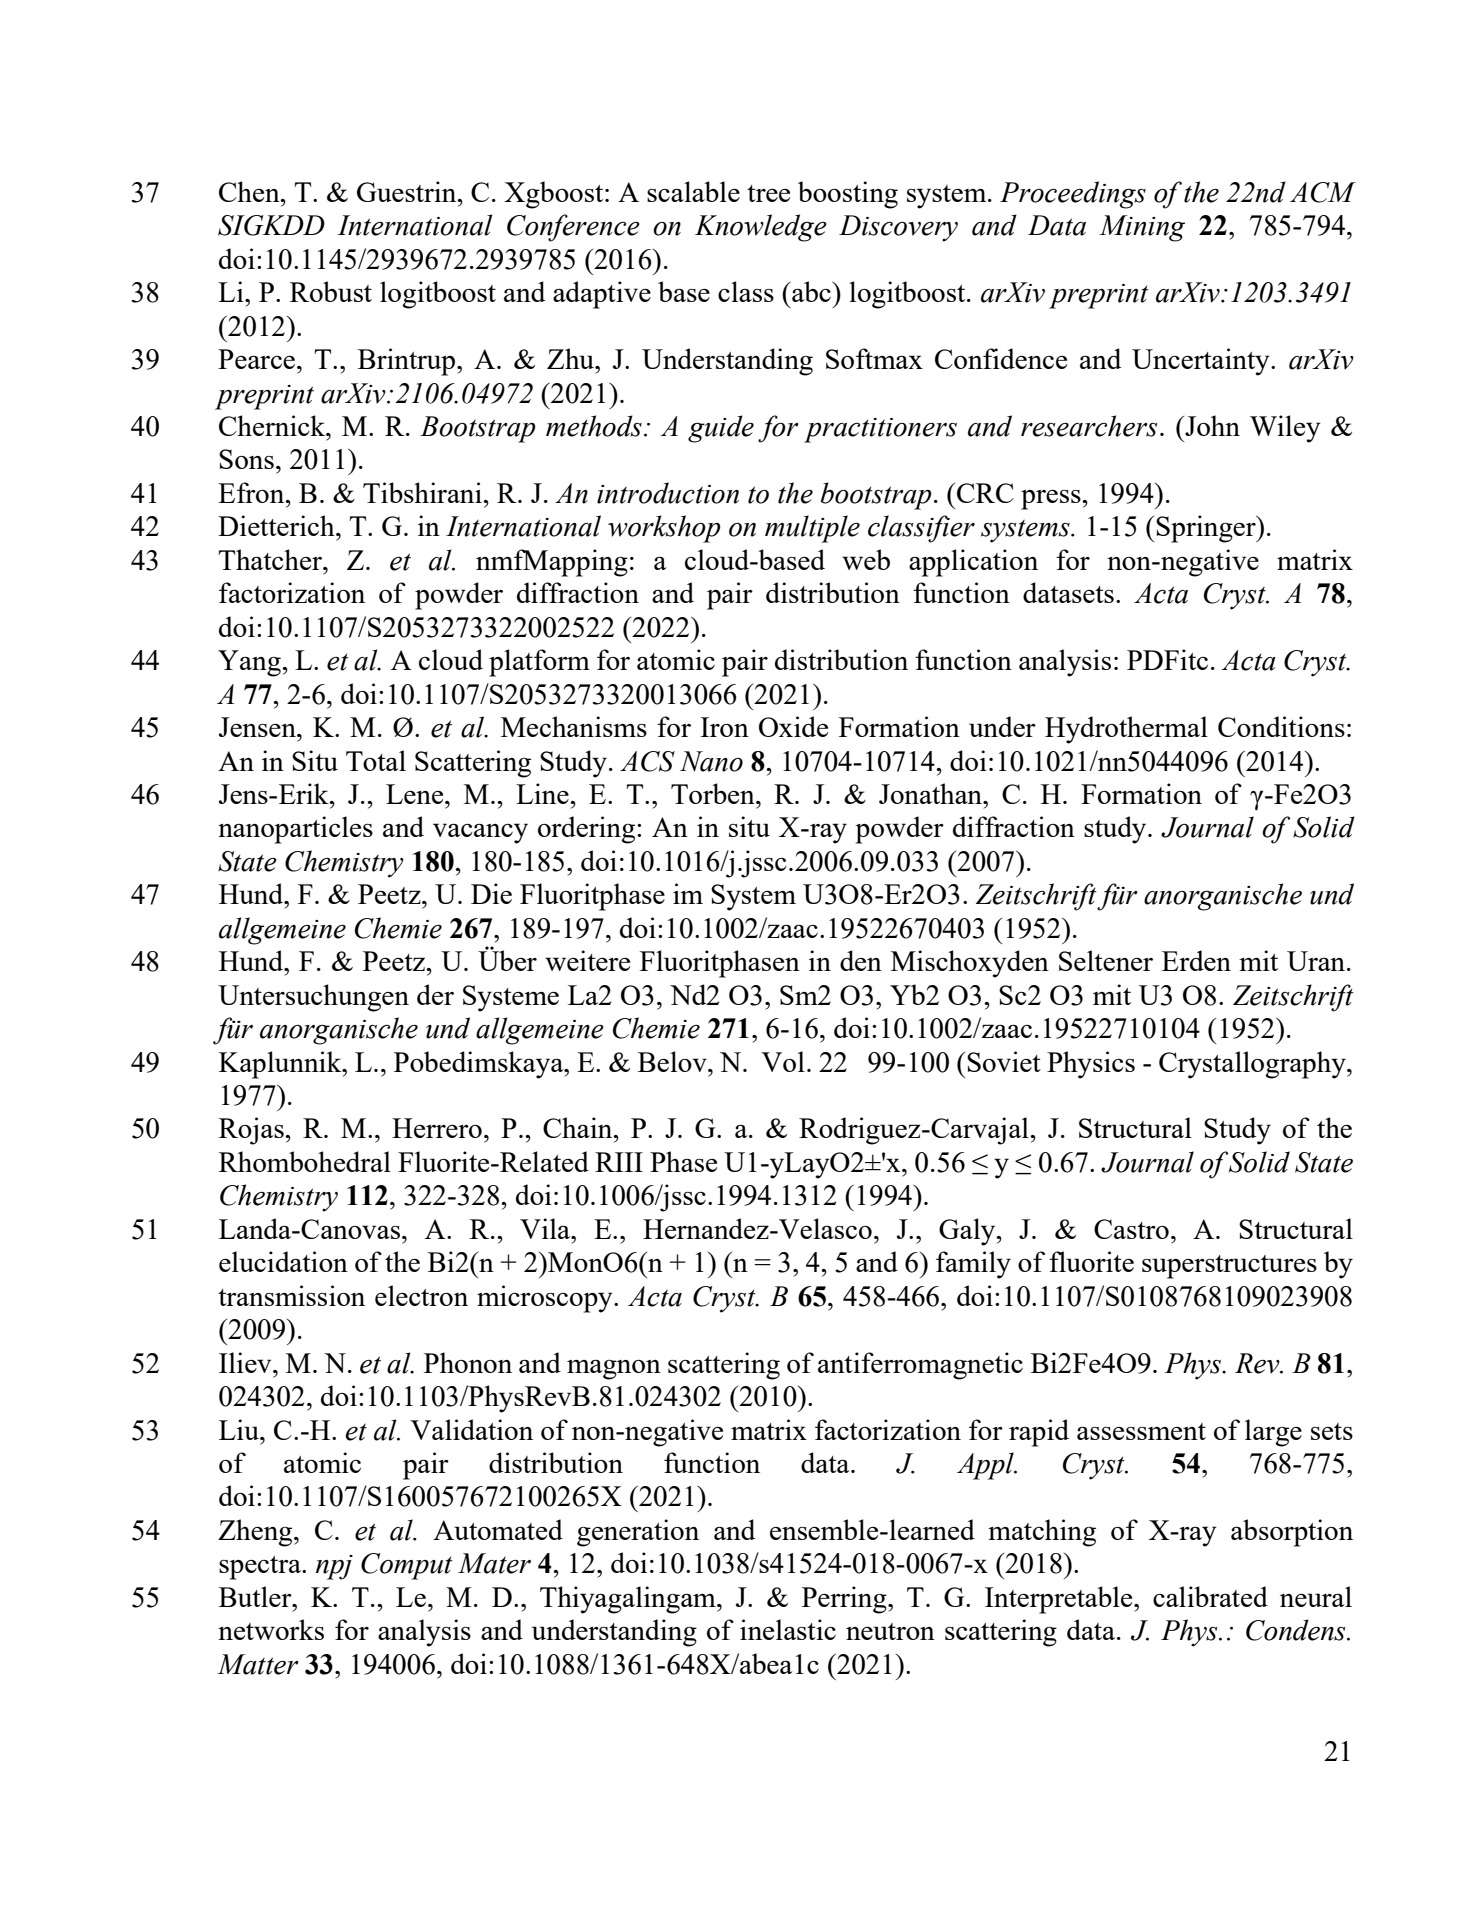 37 Chen, T. & Guestrin, C. Xgboost: A scalable tree boosting system. Proceedings of the 22nd ACM
SIGKDD International Conference on Knowledge Discovery and Data Mining 22, 785-794,
doi:10.1145/2939672.2939785 (2016).
38 Li, P. Robust logitboost and adaptive base class (abc) logitboost. arXiv preprint arXiv:1203.3491
(2012).
39 Pearce, T., Brintrup, A. & Zhu, J. Understanding Softmax Confidence and Uncertainty. arXiv
preprint arXiv:2106.04972 (2021).
40 Chernick, M. R. Bootstrap methods: A guide for practitioners and researchers. (John Wiley &
Sons, 2011).
41 Efron, B. & Tibshirani, R. J. An introduction to the bootstrap. (CRC press, 1994).
42 Dietterich, T. G. in International workshop on multiple classifier systems. 1-15 (Springer).
43 Thatcher, Z. et al. nmfMapping: a cloud-based web application for non-negative matrix
factorization of powder diffraction and pair distribution function datasets. Acta Cryst. A 78,
doi:10.1107/S2053273322002522 (2022).
44 Yang, L. et al. A cloud platform for atomic pair distribution function analysis: PDFitc. Acta Cryst.
A 77, 2-6, doi:10.1107/S2053273320013066 (2021).
45 Jensen, K. M. Ø. et al. Mechanisms for Iron Oxide Formation under Hydrothermal Conditions:
An in Situ Total Scattering Study. ACS Nano 8, 10704-10714, doi:10.1021/nn5044096 (2014).
46 Jens-Erik, J., Lene, M., Line, E. T., Torben, R. J. & Jonathan, C. H. Formation of γ-Fe2O3
nanoparticles and vacancy ordering: An in situ X-ray powder diffraction study. Journal of Solid
State Chemistry 180, 180-185, doi:10.1016/j.jssc.2006.09.033 (2007).
47 Hund, F. & Peetz, U. Die Fluoritphase im System U3O8-Er2O3. Zeitschrift für anorganische und
allgemeine Chemie 267, 189-197, doi:10.1002/zaac.19522670403 (1952).
48 Hund, F. & Peetz, U. Über weitere Fluoritphasen in den Mischoxyden Seltener Erden mit Uran.
Untersuchungen der Systeme La2 O3, Nd2 O3, Sm2 O3, Yb2 O3, Sc2 O3 mit U3 O8. Zeitschrift
für anorganische und allgemeine Chemie 271, 6-16, doi:10.1002/zaac.19522710104 (1952).
49 Kaplunnik, L., Pobedimskaya, E. & Belov, N. Vol. 22 99-100 (Soviet Physics - Crystallography,
1977).
50 Rojas, R. M., Herrero, P., Chain, P. J. G. a. & Rodriguez-Carvajal, J. Structural Study of the
Rhombohedral Fluorite-Related RIII Phase U1-yLayO2±'x, 0.56 ≤ y ≤ 0.67. Journal of Solid State
Chemistry 112, 322-328, doi:10.1006/jssc.1994.1312 (1994).
51 Landa-Canovas, A. R., Vila, E., Hernandez-Velasco, J., Galy, J. & Castro, A. Structural
elucidation of the Bi2(n + 2)MonO6(n + 1) (n = 3, 4, 5 and 6) family of fluorite superstructures by
transmission electron microscopy. Acta Cryst. B 65, 458-466, doi:10.1107/S0108768109023908
(2009).
52 Iliev, M. N. et al. Phonon and magnon scattering of antiferromagnetic Bi2Fe4O9. Phys. Rev. B 81,
024302, doi:10.1103/PhysRevB.81.024302 (2010).
53 Liu, C.-H. et al. Validation of non-negative matrix factorization for rapid assessment of large sets
of atomic pair distribution function data. J. Appl. Cryst. 54, 768-775,
doi:10.1107/S160057672100265X (2021).
54 Zheng, C. et al. Automated generation and ensemble-learned matching of X-ray absorption
spectra. npj Comput Mater 4, 12, doi:10.1038/s41524-018-0067-x (2018).
55 Butler, K. T., Le, M. D., Thiyagalingam, J. & Perring, T. G. Interpretable, calibrated neural
networks for analysis and understanding of inelastic neutron scattering data. J. Phys.: Condens.
Matter 33, 194006, doi:10.1088/1361-648X/abea1c (2021).
21